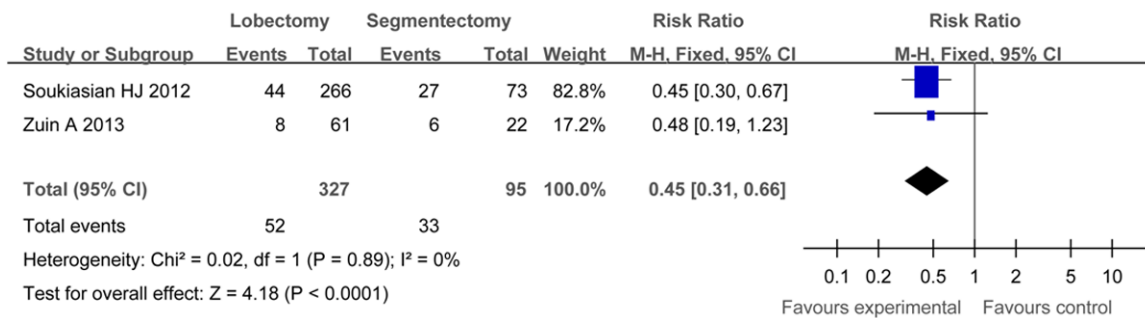 Lobectomy Segmentectomy Risk Ratio Risk Ratio
Study or Subgroup Events Total Events Total Weight M-H, Fixed, 95% CI M-H, Fixed, 95% CI
Soukiasian HJ 2012 44 266 27 73 82.8% 0.45 [0.30, 0.67]
Zuin A 2013 8 61 6 22 17.2% 0.48 [0.19, 1.23]
Total (95% CI) 327 95 100.0% 0.45 [0.31, 0.66]
Total events 52 33
Heterogeneity: Chi² = 0.02, df = 1 (P = 0.89); I² = 0%
Test for overall effect: Z = 4.18 (P < 0.0001)
0.1 0.2 0.5 1 2 5 10
Favours experimental Favours control